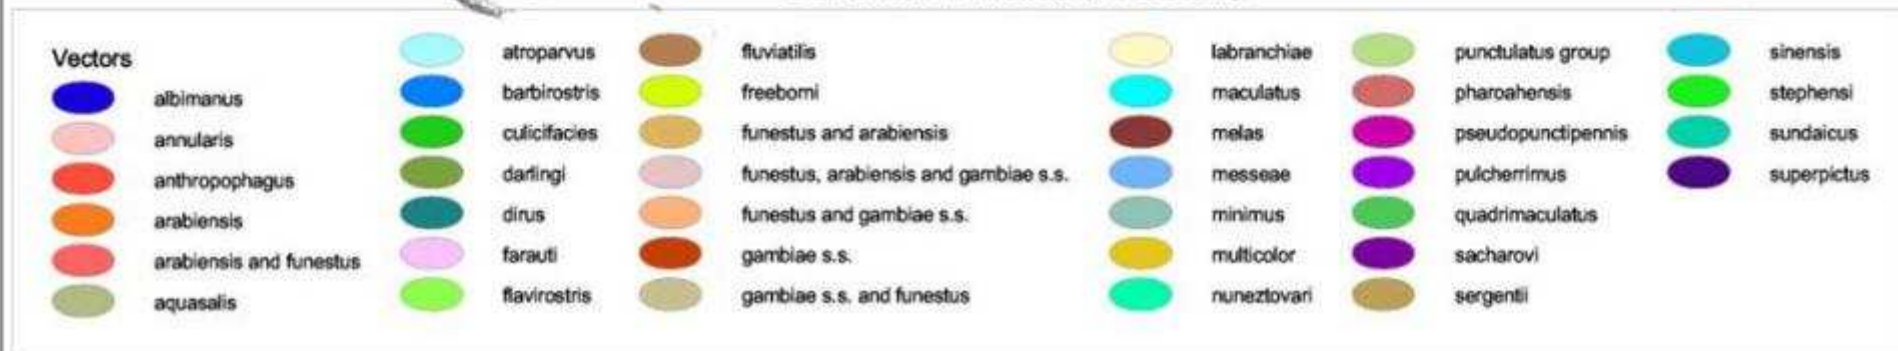 Vectors
albimanus
annularis
anthropophagus
arabiensis
arabiensis and funestus
aquasalis
atroparvus
barbirostris
culicifacies
darlingi
dirus
farauti
flavirostris
fluviatilis
freeborni
funestus and arabiensis
funestus, arabiensis and gambiae s.s.
funestus and gambiae s.s.
gambiae s.s.
gambiae s.s. and funestus
labranchiae
maculatus
melas
messeae
minimus
multicolor
nuneztovari
punctulatus group
pharoahensis
pseudopunctipennis
pulcherrimus
quadrimaculatus
sacharovi
sergentii
sinensis
stephensi
sundaicus
superpictus